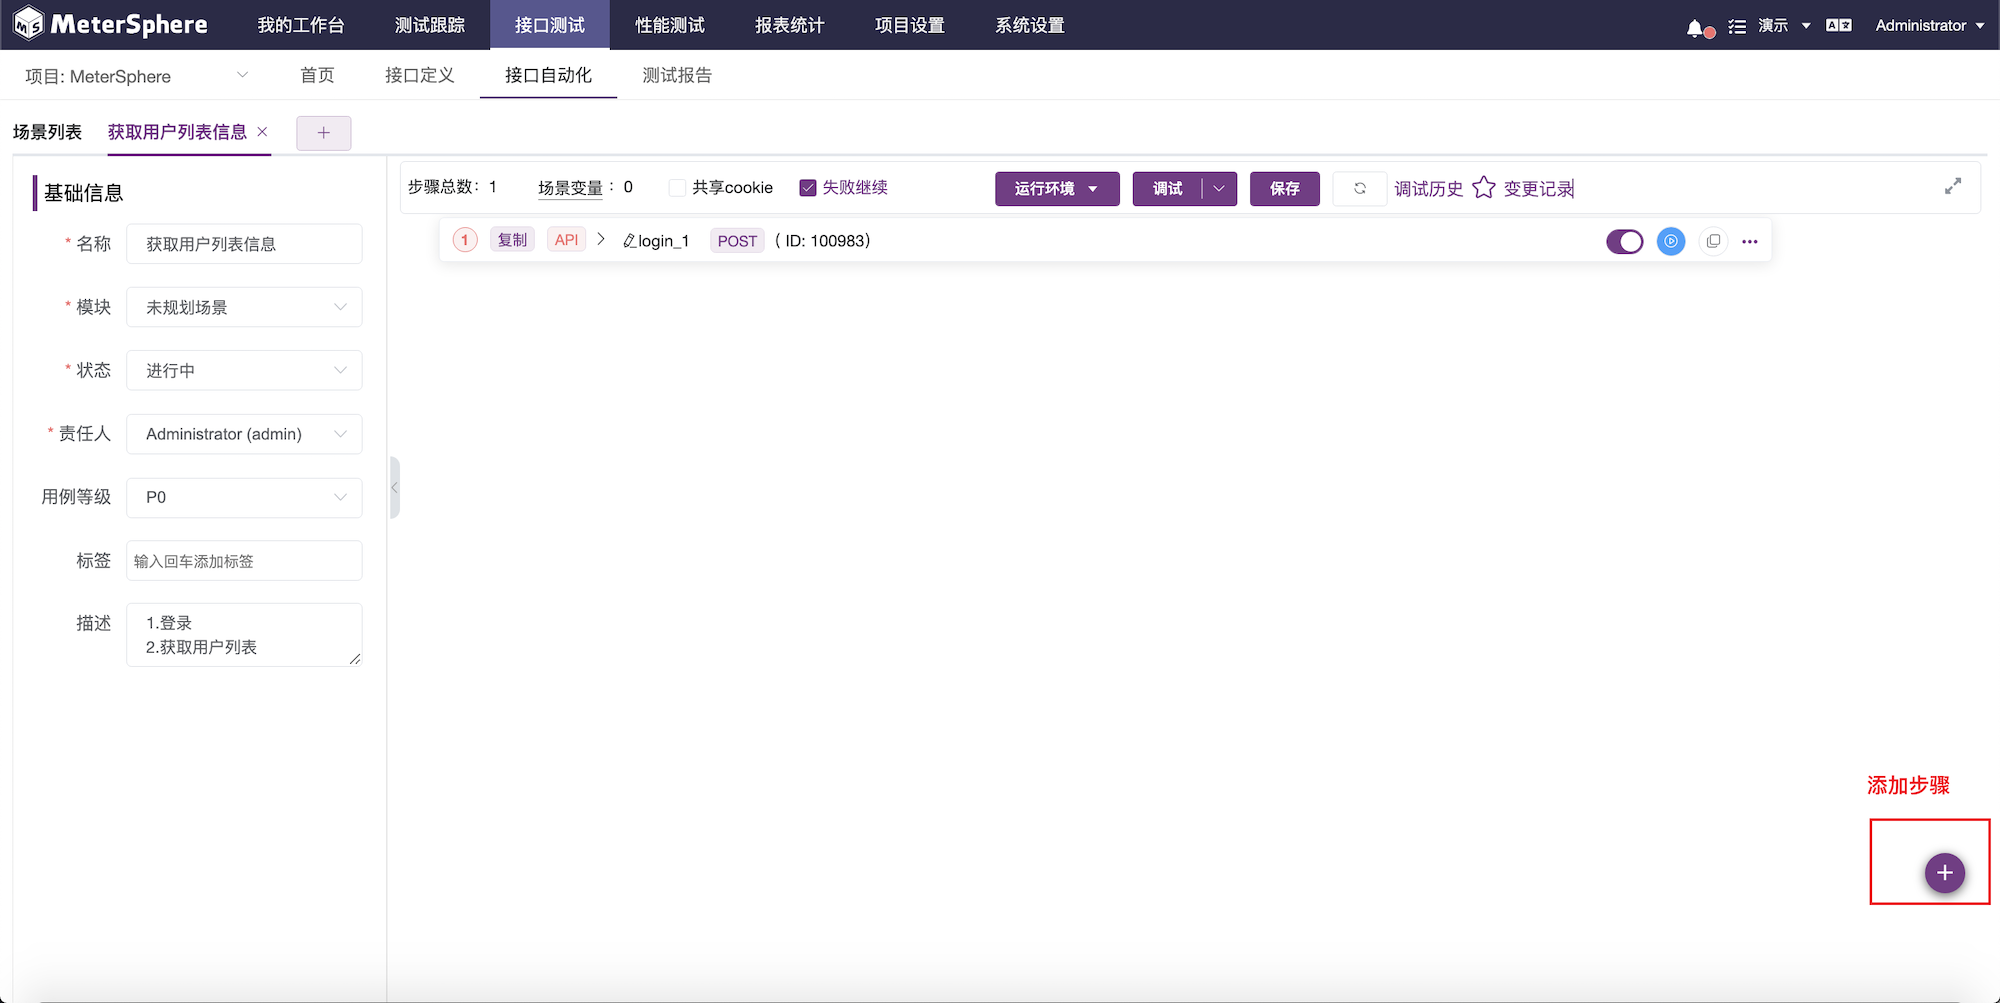 MS MeterSphere 我的工作台 测试跟踪 接口测试 性能测试 报表统计 项目设置 系统设置 演示 Administrator
项目: MeterSphere 首页 接口定义 接口自动化 测试报告
场景列表 获取用户列表信息 × +
基础信息
* 名称 获取用户列表信息
* 模块 未规划场景
* 状态 进行中
* 责任人 Administrator (admin)
用例等级 P0
标签 输入回车添加标签
描述 1.登录
2.获取用户列表
步骤总数：1 场景变量：0 共享cookie 失败继续 运行环境 调试 保存 调试历史 变更记录
1 复制 API login_1 POST ( ID: 100983)
添加步骤